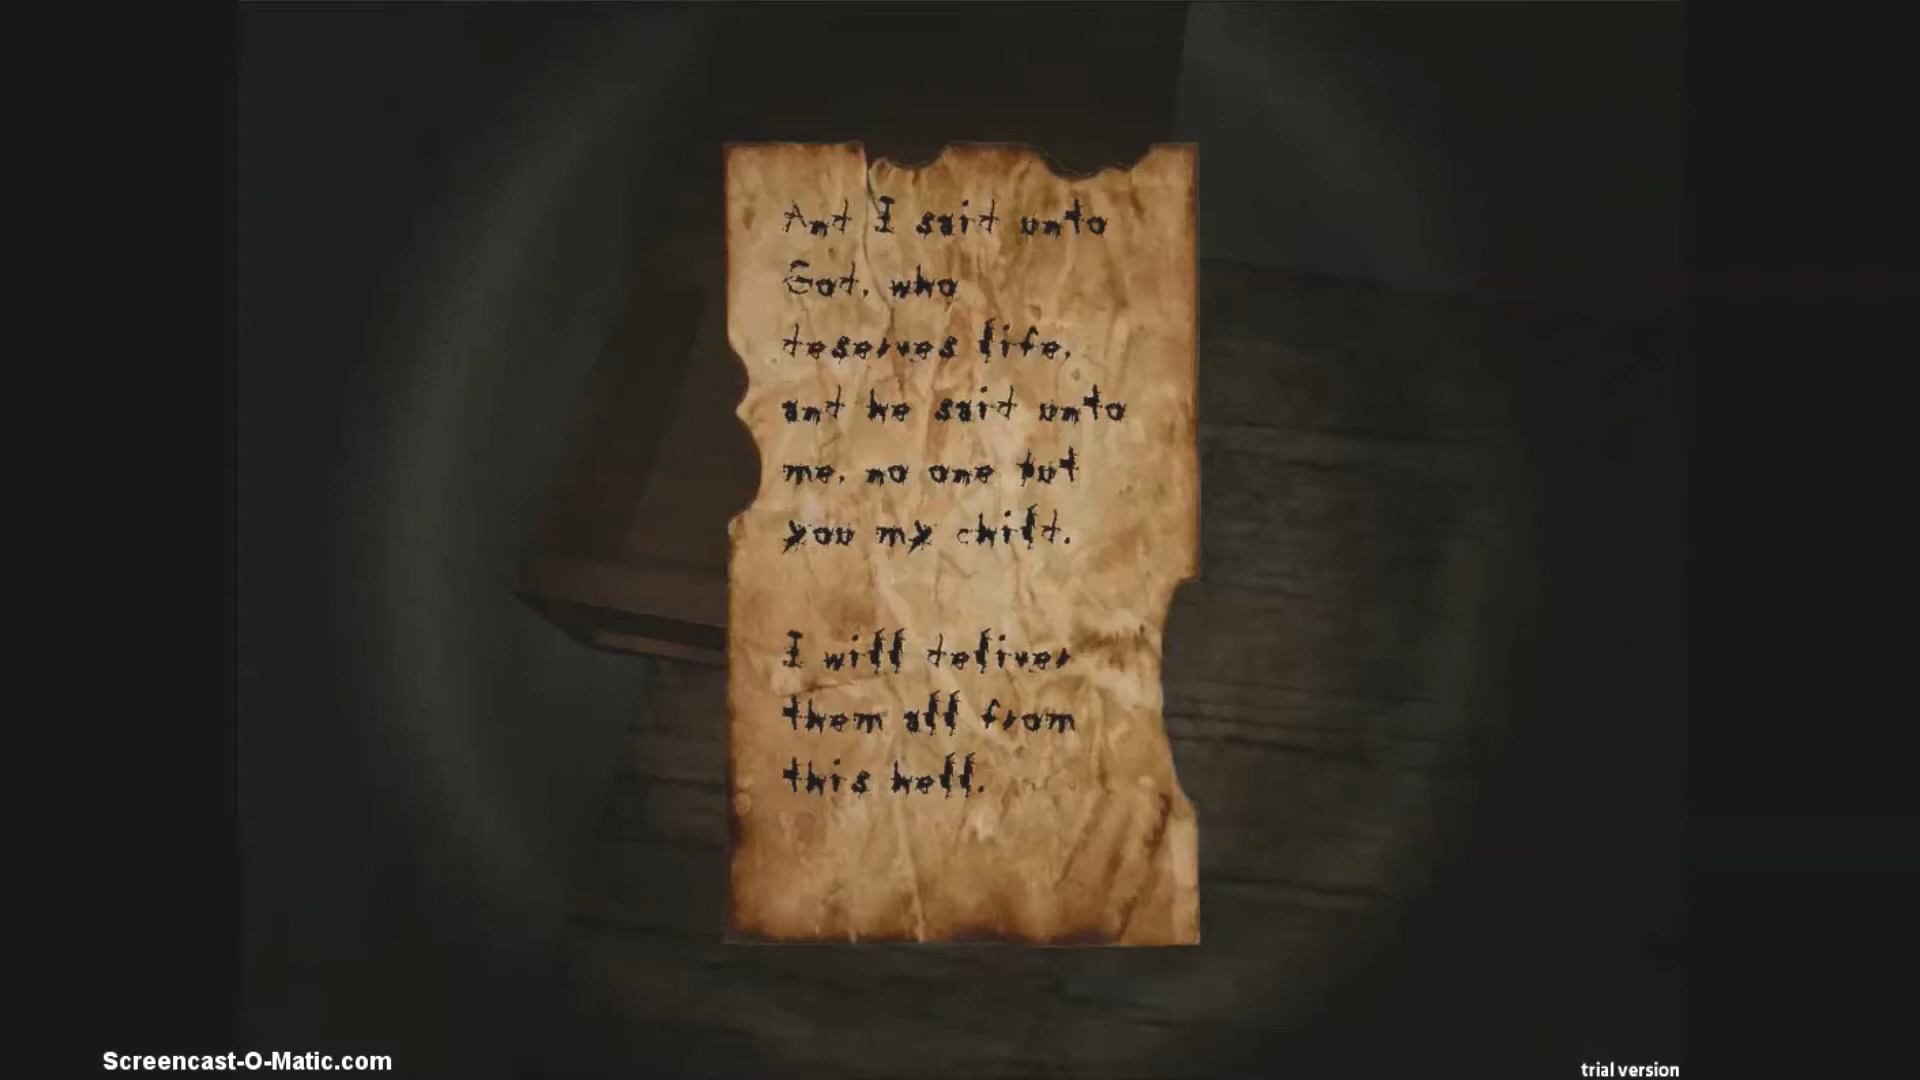 And I said unto
God, who
deserves life,
and he said unto
me, no one but
you my child.
I will deliver
them all from
this hell.
Screencast-O-Matic.com
trial version